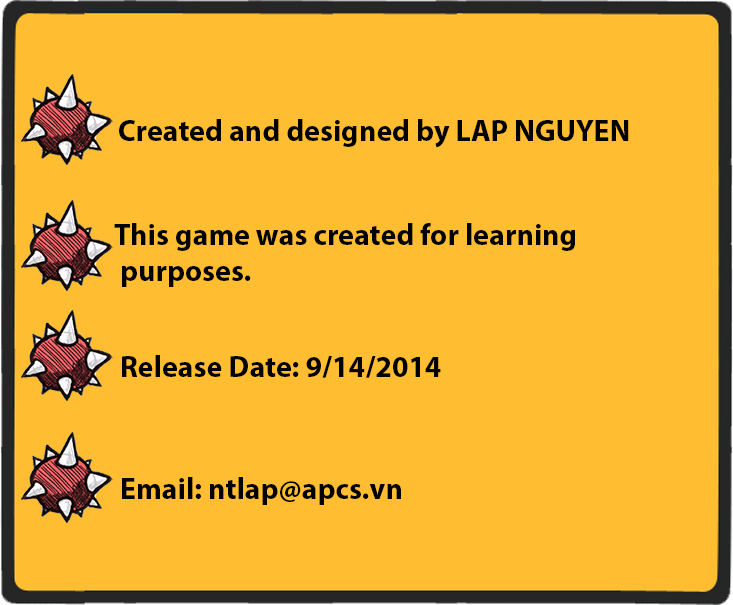 Created and designed by LAP NGUYEN
This game was created for learning
purposes.
Release Date: 9/14/2014
Email: ntlap@apcs.vn